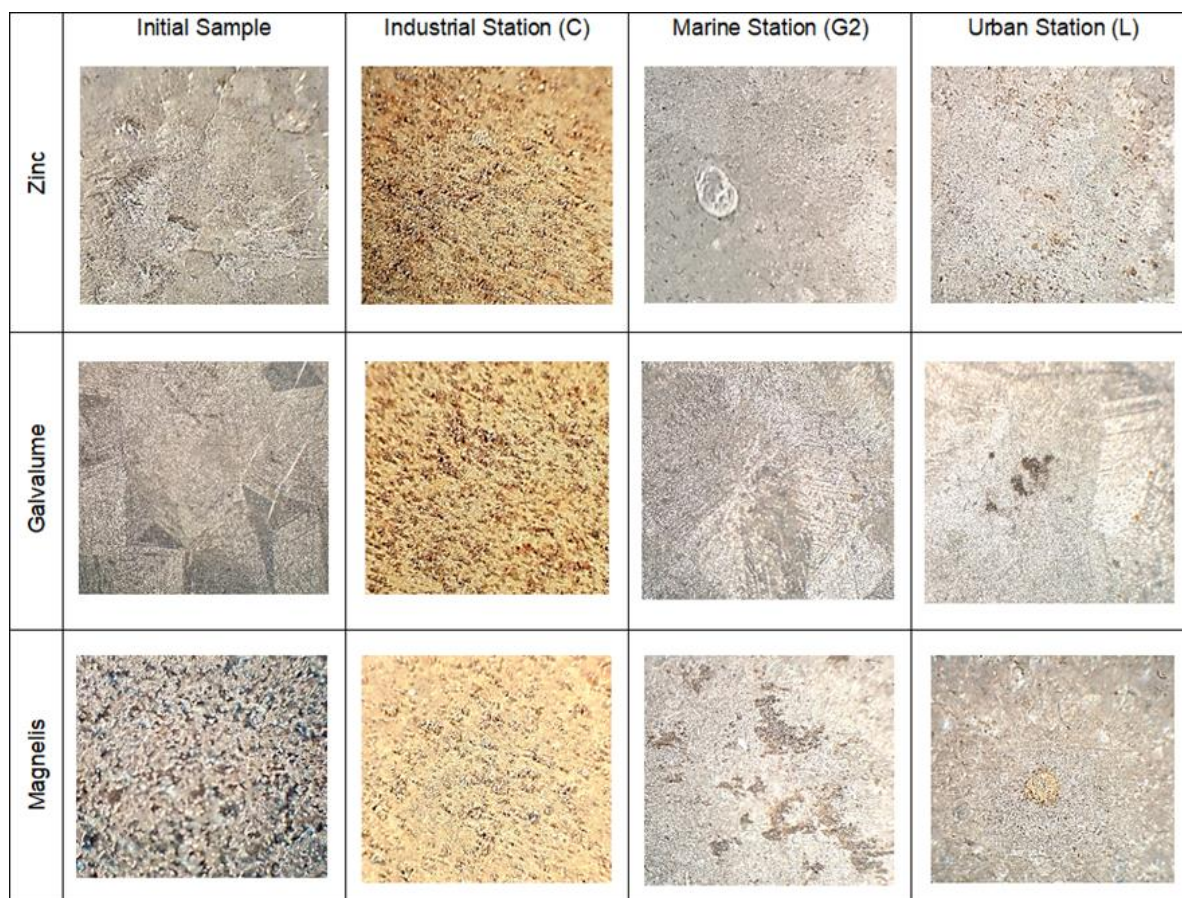 Initial Sample
Industrial Station (C)
Marine Station (G2)
Urban Station (L)
Zinc
Galvalume
Magnelis